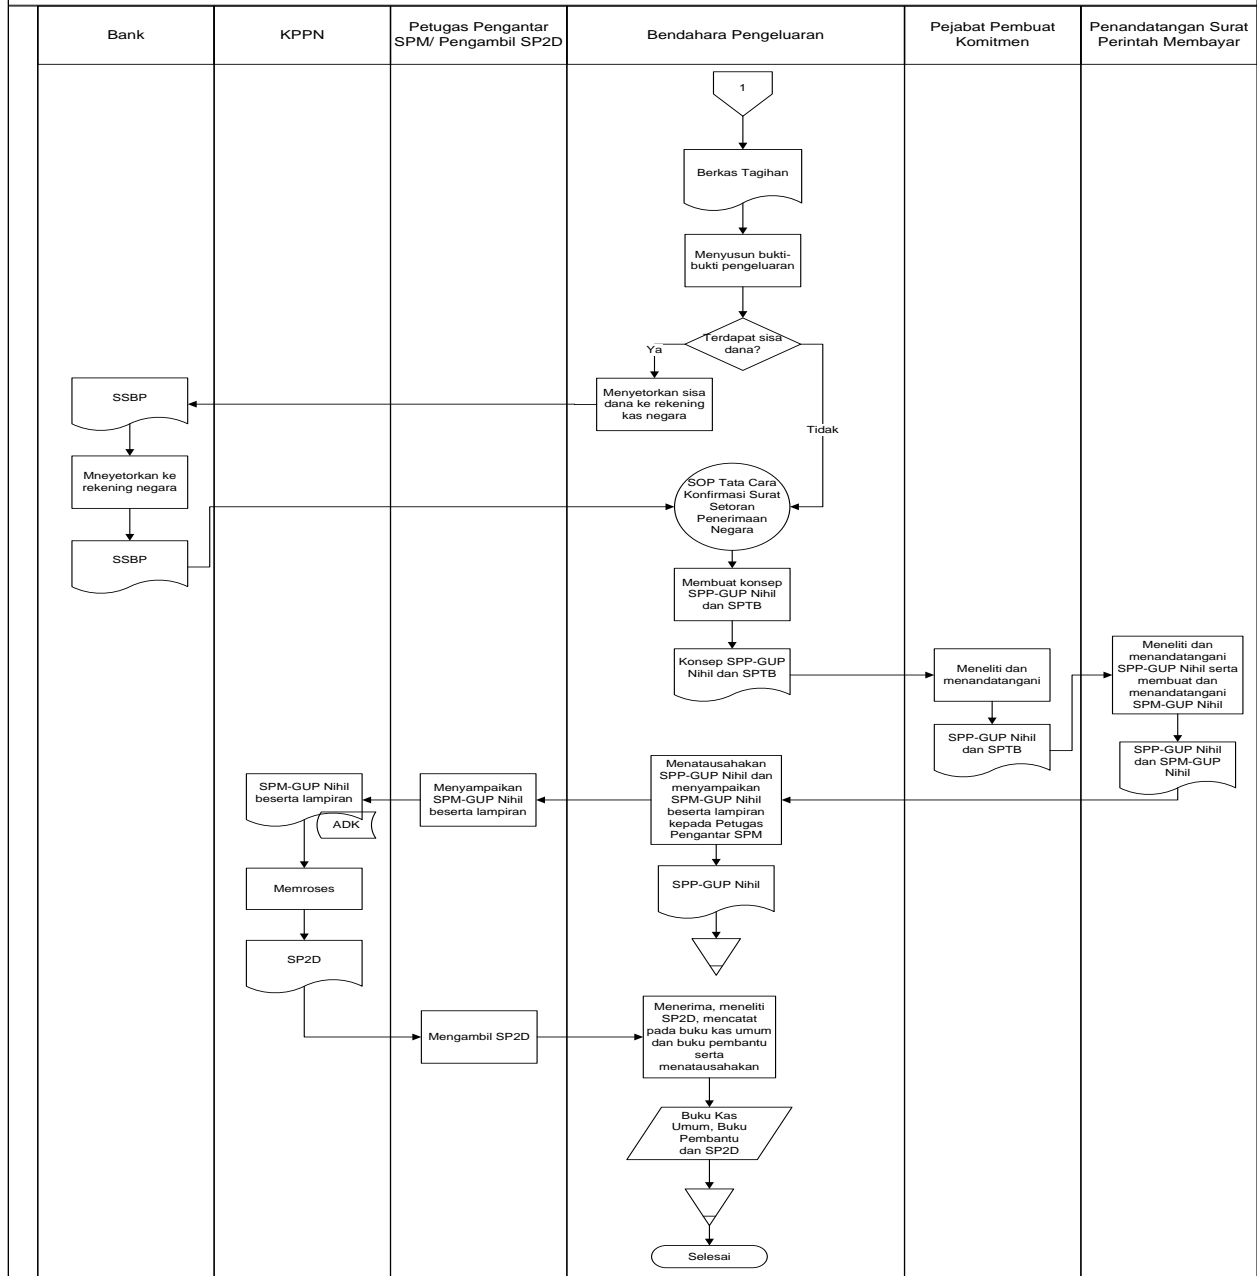 Bank
KPPN
Petugas Pengantar
SPM/ Pengambil SP2D
Bendahara Pengeluaran
Pejabat Pembuat
Komitmen
Penandatangan Surat
Perintah Membayar
1
Berkas Tagihan
Menyusun bukti-
bukti pengeluaran
Terdapat sisa
dana?
Ya
Tidak
Menyetorkan sisa
dana ke rekening
kas negara
SSBP
Mneyetorkan ke
rekening negara
SSBP
SOP Tata Cara
Konfirmasi Surat
Setoran
Penerimaan
Negara
Membuat konsep
SPP-GUP Nihil
dan SPTB
Konsep SPP-GUP
Nihil dan SPTB
Meneliti dan
menandatangani
SPP-GUP Nihil
dan SPTB
Meneliti dan
menandatangani
SPP-GUP Nihil serta
membuat dan
menandatangani
SPM-GUP Nihil
SPP-GUP Nihil
dan SPM-GUP
Nihil
Menatausahakan
SPP-GUP Nihil dan
menyampaikan
SPM-GUP Nihil
beserta lampiran
kepada Petugas
Pengantar SPM
Menyampaikan
SPM-GUP Nihil
beserta lampiran
SPM-GUP Nihil
beserta lampiran
ADK
SPP-GUP Nihil
Memroses
SP2D
Mengambil SP2D
Menerima, meneliti
SP2D, mencatat
pada buku kas umum
dan buku pembantu
serta
menatausahakan
Buku Kas
Umum, Buku
Pembantu
dan SP2D
Selesai